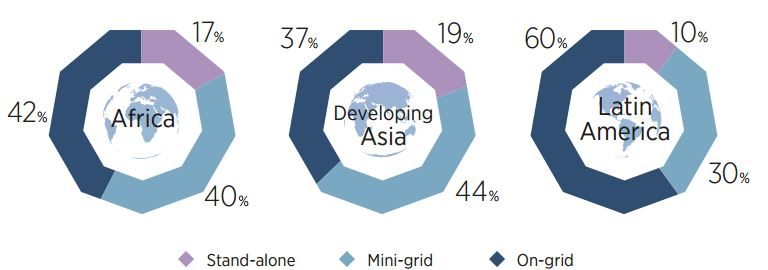 17%
42%
Africa
40%
37%
19%
Developing
Asia
44%
60%
10%
Latin
America
30%
Stand-alone Mini-grid On-grid